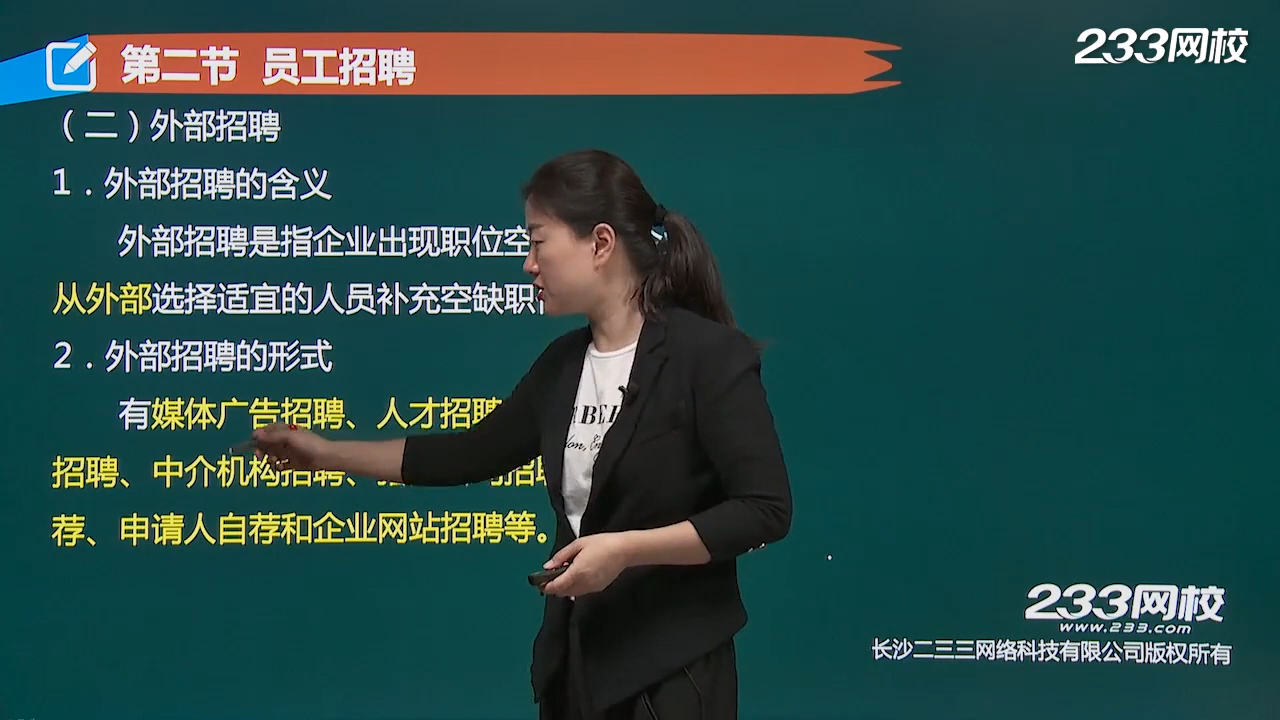 第二节 员工招聘
233网校
（二）外部招聘
1．外部招聘的含义
外部招聘是指企业出现职位空
从外部选择适宜的人员补充空缺职
2．外部招聘的形式
有媒体广告招聘、人才招聘
招聘、中介机构招聘、
荐、申请人自荐和企业网站招聘等。
233网校
www.233.com
长沙二三三网络科技有限公司版权所有